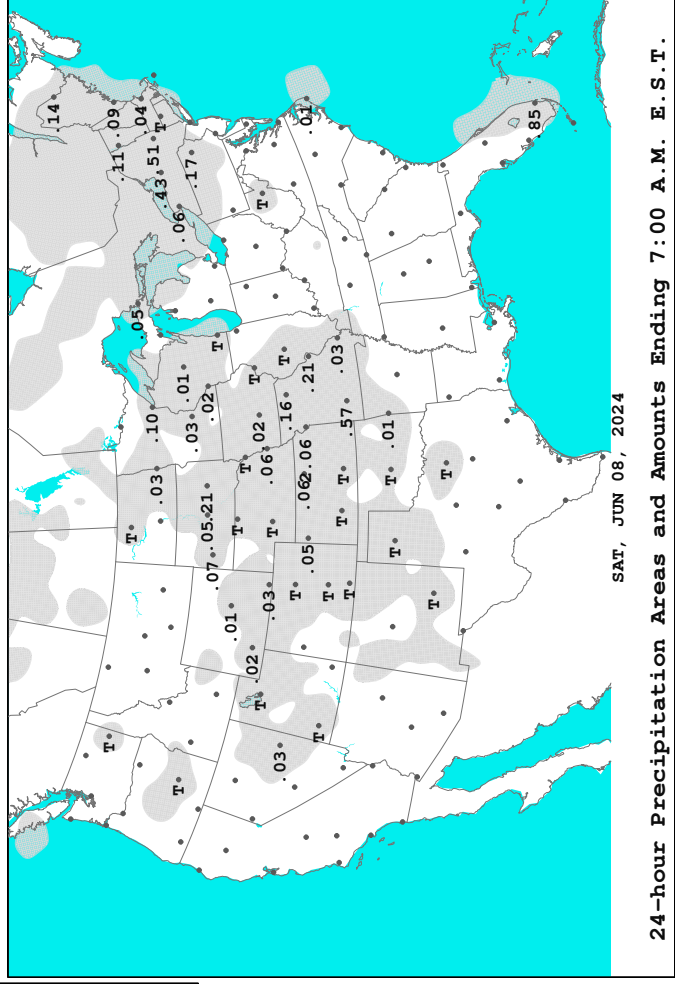 .14
T
.09
.11
T
.05
.04
.10
.51
.03
T
.43
T
.06
.01
.03
.17
.07
.05
.21
.02
T
.01
T
T
.02
T
.02
T
T
.03
.06
T
.03
T
.16
T
.06
2.06
.01
.05
.21
T
T
.03
T
T
.57
T
.01
T
T
T
T
.85
SAT, JUN 08, 2024
24-hour Precipitation Areas and Amounts Ending 7:00 A.M. E.S.T.